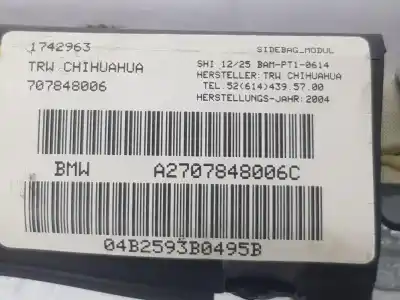 1742963
SIDEBAG_MODUL
TRW CHIHUAHUA
SHI 12/25 BAM-PT1-0614
707848006
HERSTELLER: TRW CHIHUAHUA
TEL.52(614)439.57.00
HERSTELLUNGS-JAHR:2004
BMW A2707848006C
04B2593B0495B